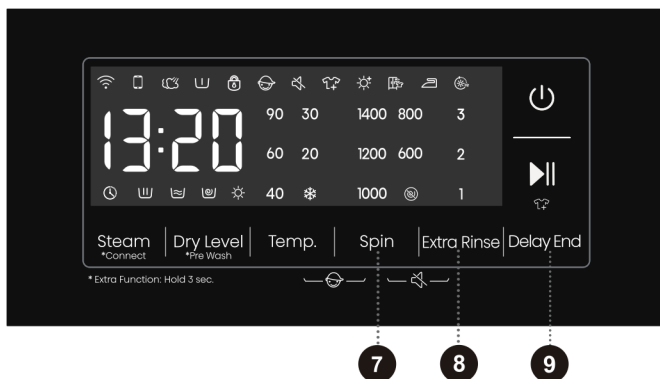 13:20
90 30 1400 800 3
60 20 1200 600 2
40 1000 1
Steam Dry Level Temp. Spin Extra Rinse Delay End
*Connect *Pre Wash
* Extra Function: Hold 3 sec.
7 8 9